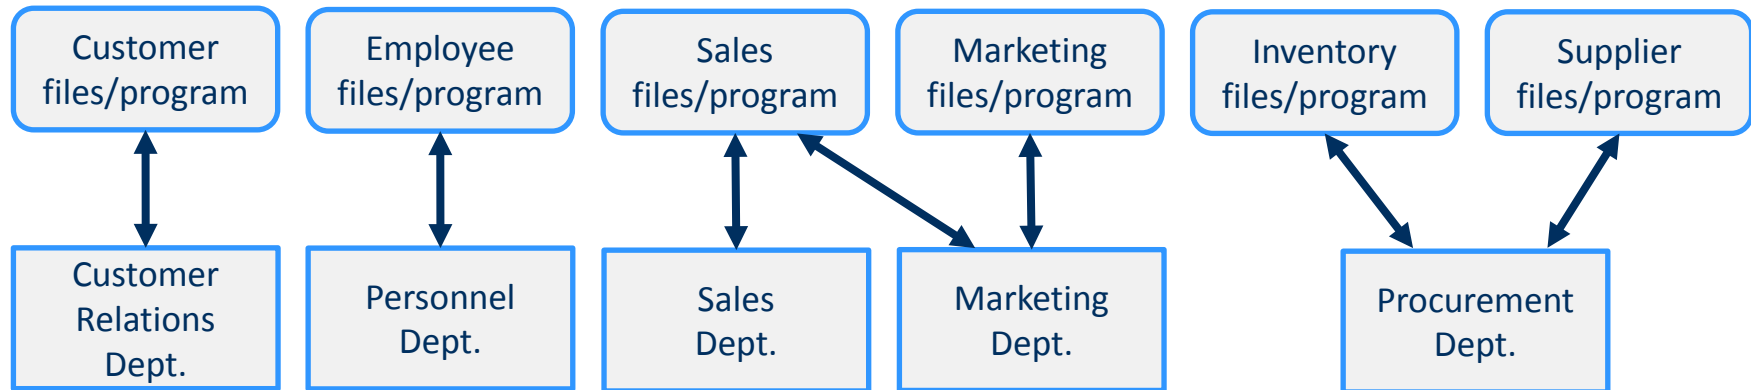 Customer
files/program
Employee
files/program
Sales
files/program
Marketing
files/program
Inventory
files/program
Supplier
files/program
Customer
Relations
Dept.
Personnel
Dept.
Sales
Dept.
Marketing
Dept.
Procurement
Dept.